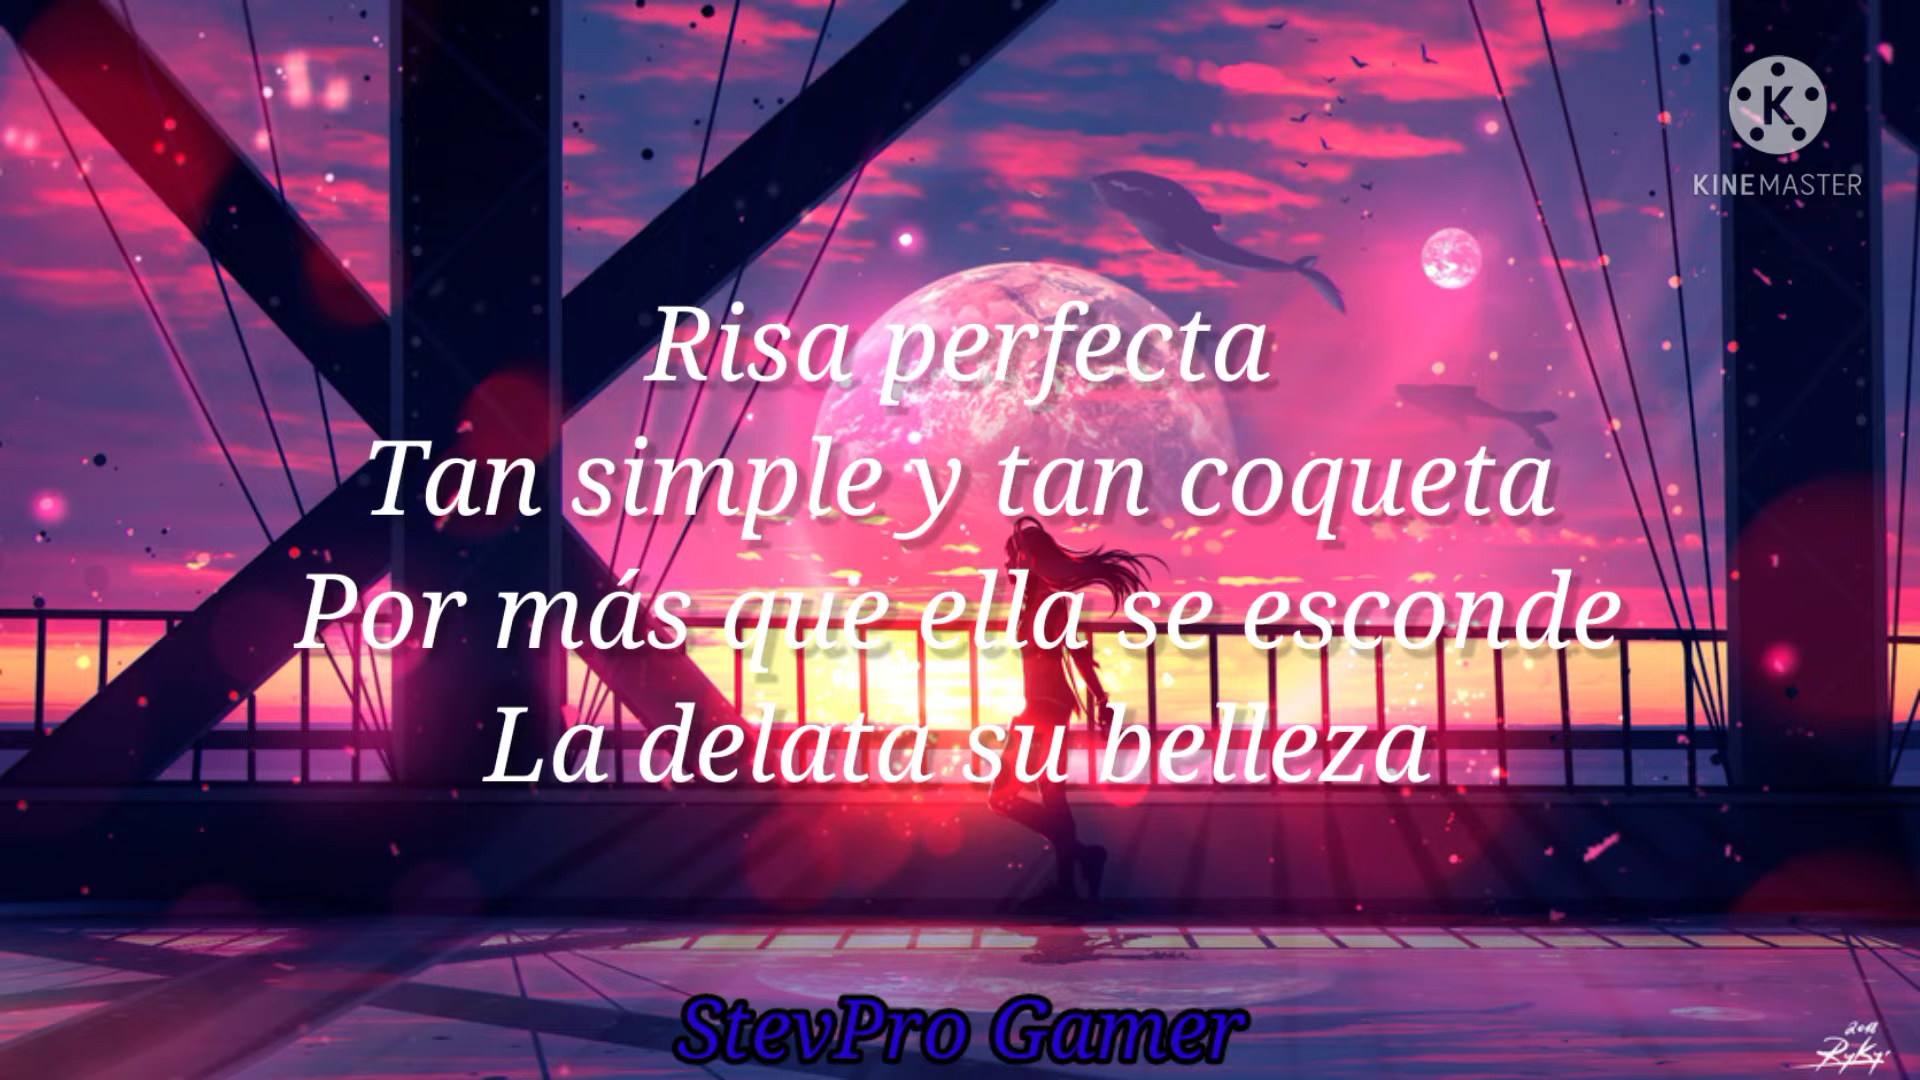 K
KINEMASTER
Risa perfecta
Tan simple y tan coqueta
Por más que ella se esconde
La delata su belleza
StevPro Gamer
RyKy